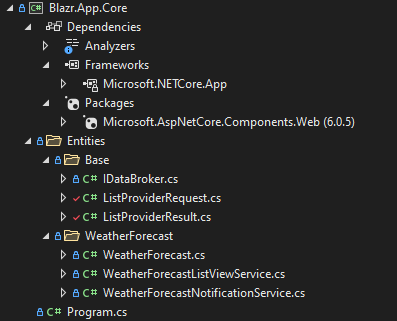 C# Blazr.App.Core
Dependencies
Analyzers
Frameworks
Microsoft.NETCore.App
Packages
Microsoft.AspNetCore.Components.Web (6.0.5)
Entities
Base
C# IDataBroker.cs
C# ListProviderRequest.cs
C# ListProviderResult.cs
WeatherForecast
C# WeatherForecast.cs
C# WeatherForecastListViewService.cs
C# WeatherForecastNotificationService.cs
C# Program.cs